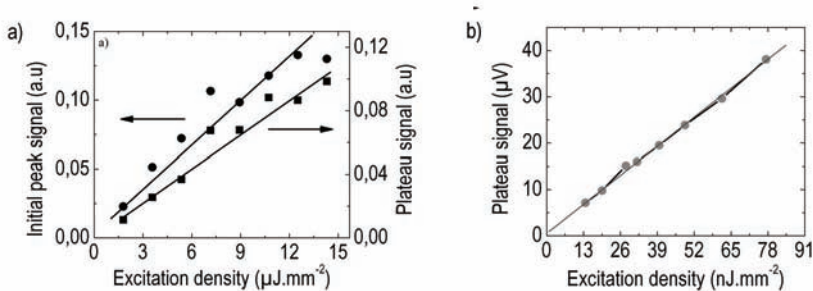 a)
a)
Initial peak signal (a.u)
0,15
0,10
0,05
0,00
0 3 6 9 12 15
Excitation density (µJ.mm⁻²)
0,12
0,08
0,04
0,00
Plateau signal (a.u)
b)
Plateau signal (µV)
40
30
20
10
0
0 13 26 39 52 65 78 91
Excitation density (nJ.mm⁻²)